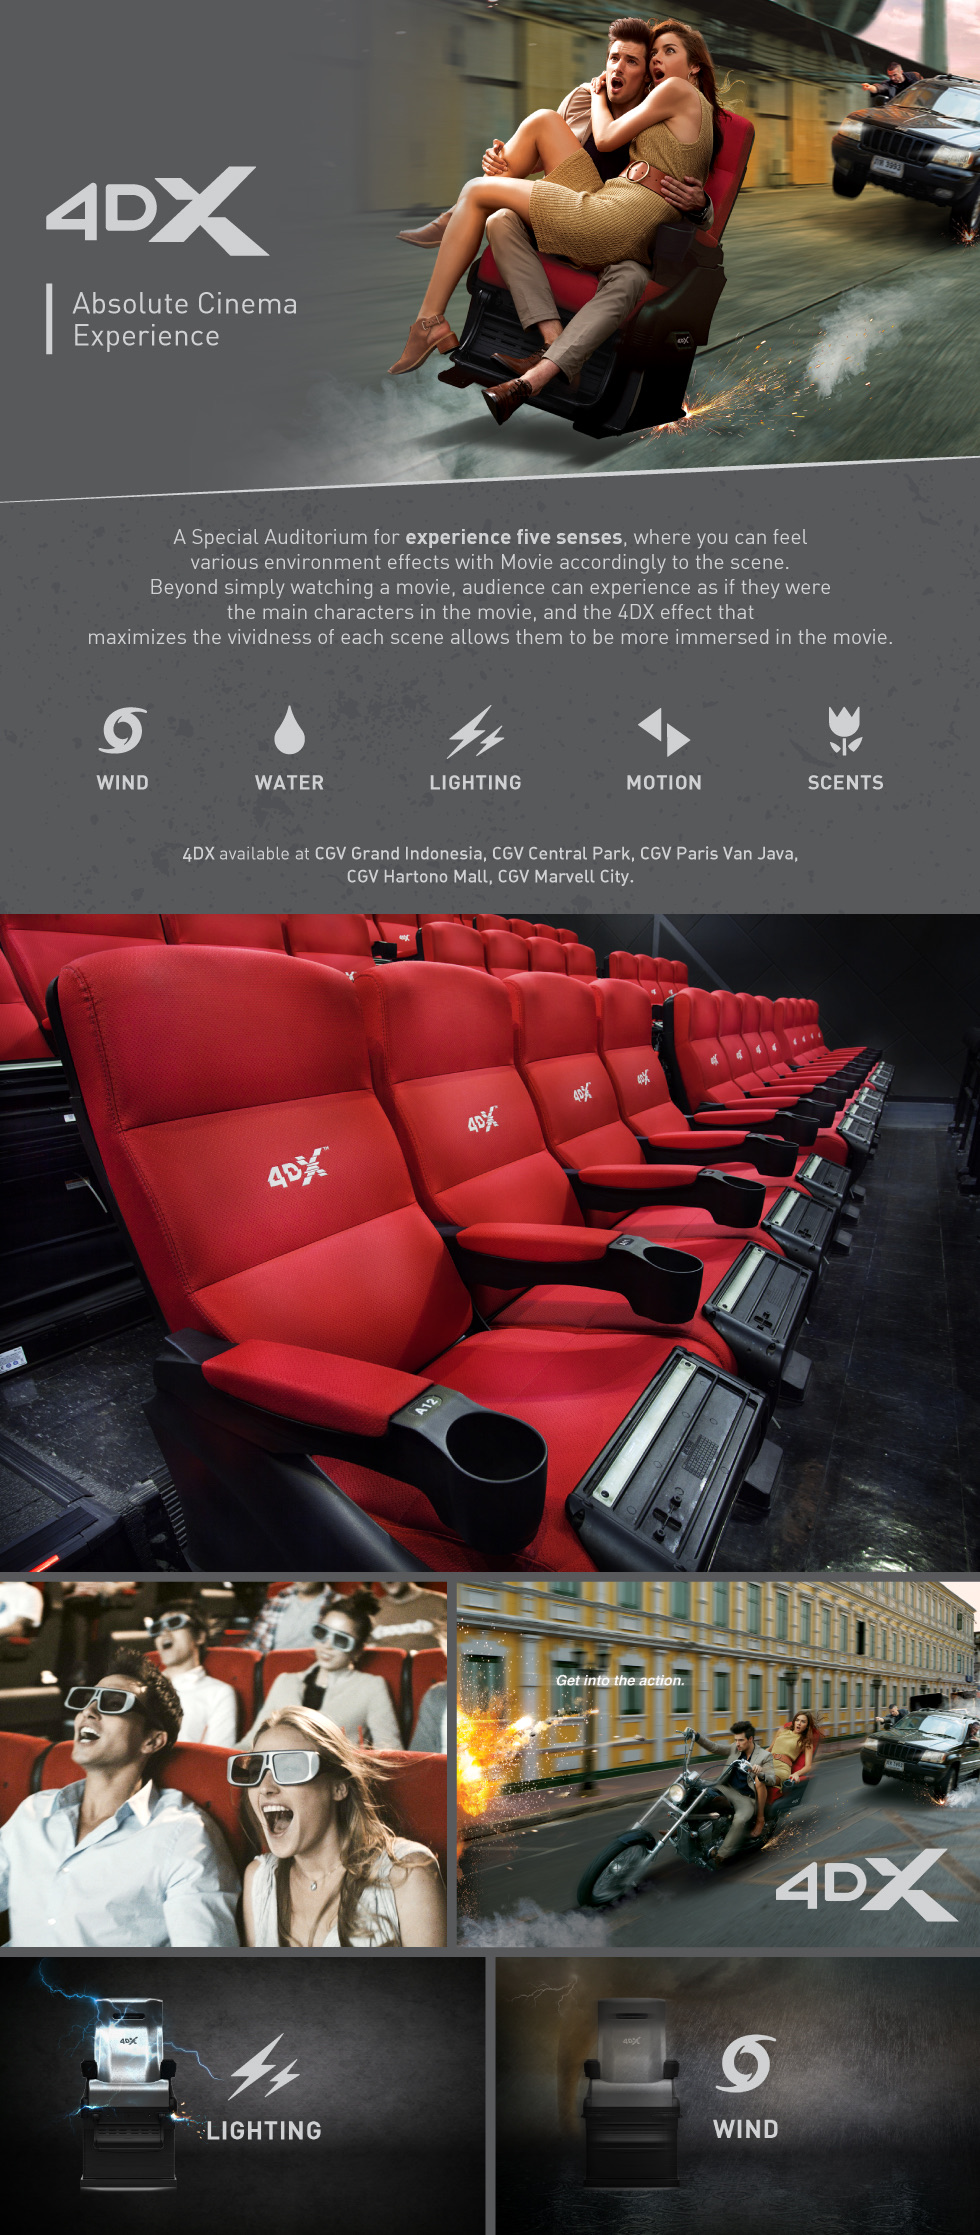 4DX
Absolute Cinema
Experience
A Special Auditorium for experience five senses, where you can feel
various environment effects with Movie accordingly to the scene.
Beyond simply watching a movie, audience can experience as if they were
the main characters in the movie, and the 4DX effect that
maximizes the vividness of each scene allows them to be more immersed in the movie.
WIND
WATER
LIGHTING
MOTION
SCENTS
4DX available at CGV Grand Indonesia, CGV Central Park, CGV Paris Van Java,
CGV Hartono Mall, CGV Marvell City.
4DX™
4DX
4DX
4DX
A12
Get into the action.
4DX
4DX
LIGHTING
4DX
WIND